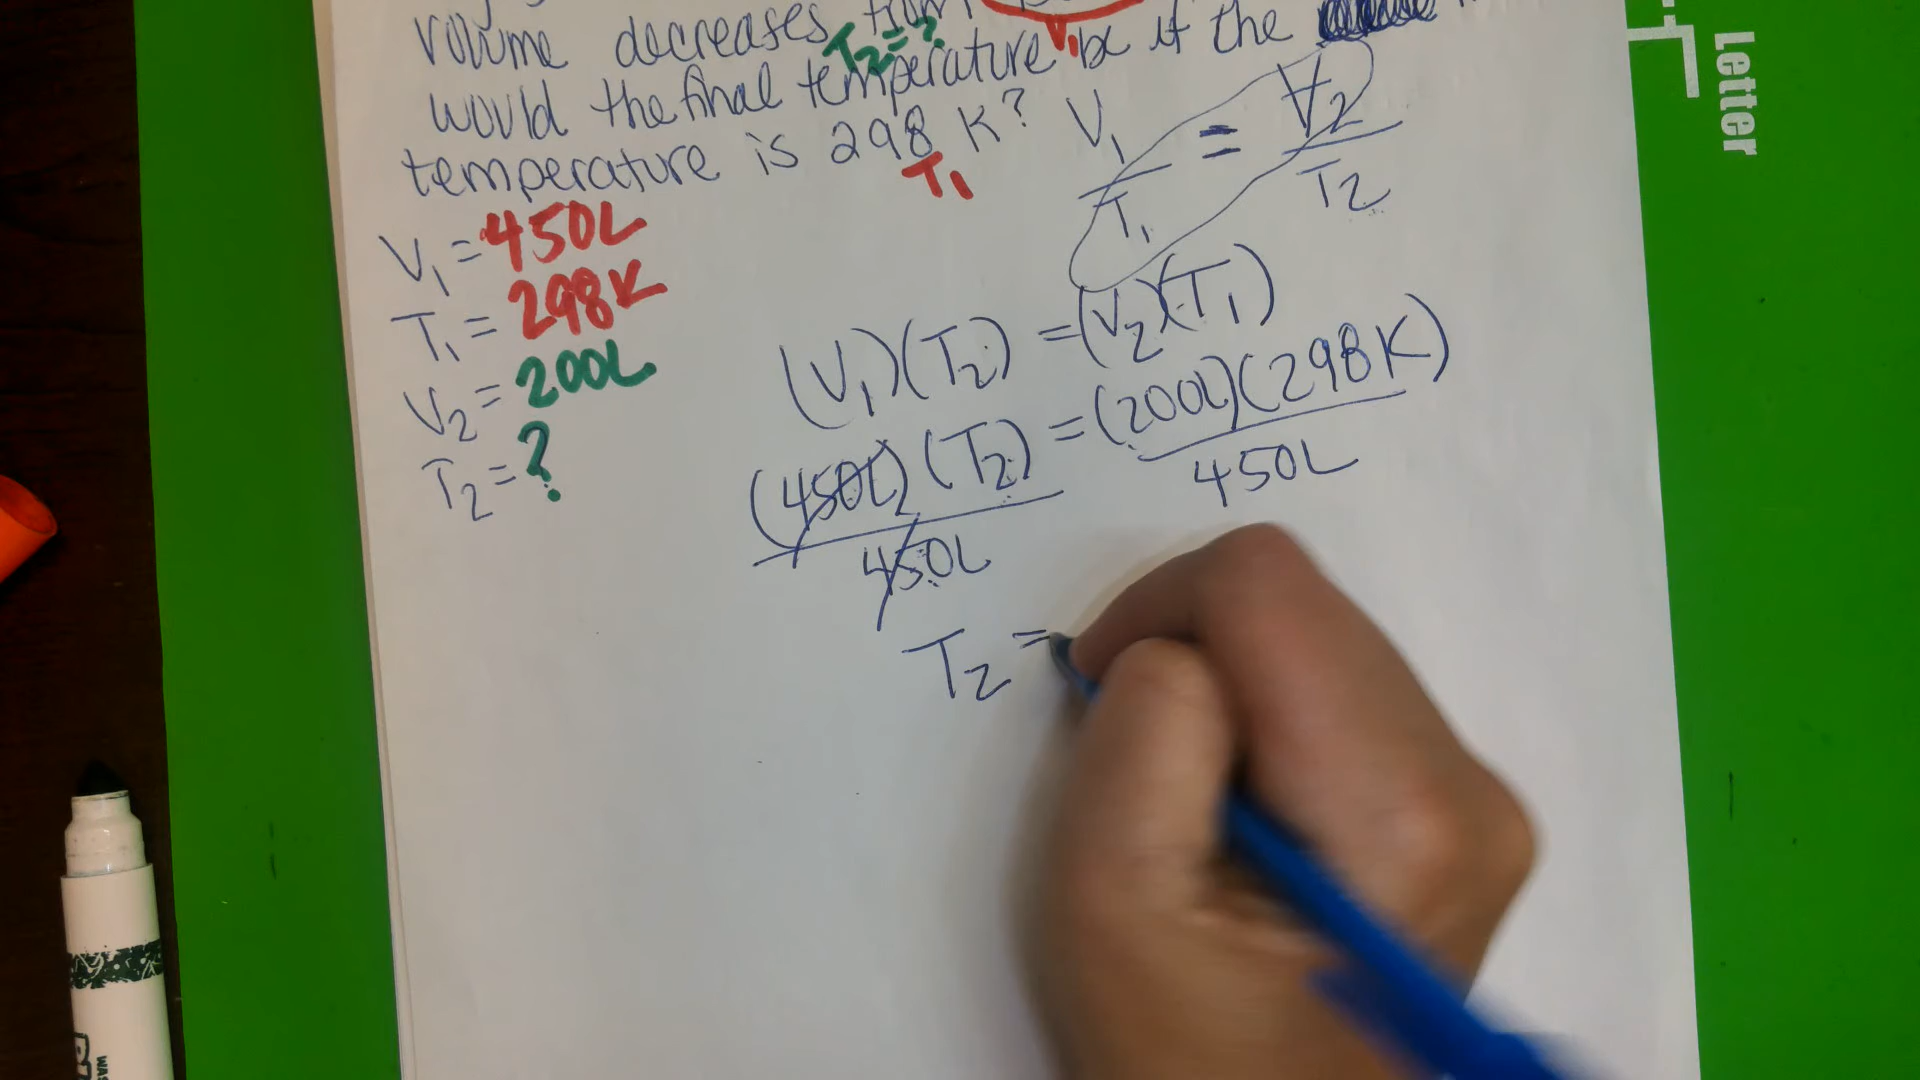 volume decreases from
T2=?
V1
would the final temperature be if the
temperature is 298 K?
T1
V1/T1 = V2/T2
V1 = 450L
T1 = 298K
V2 = 200L
T2 = ?
(V1)(T2) = (V2)(T1)
(450L)(T2)/450L = (200L)(298K)/450L
T2 =
Letter